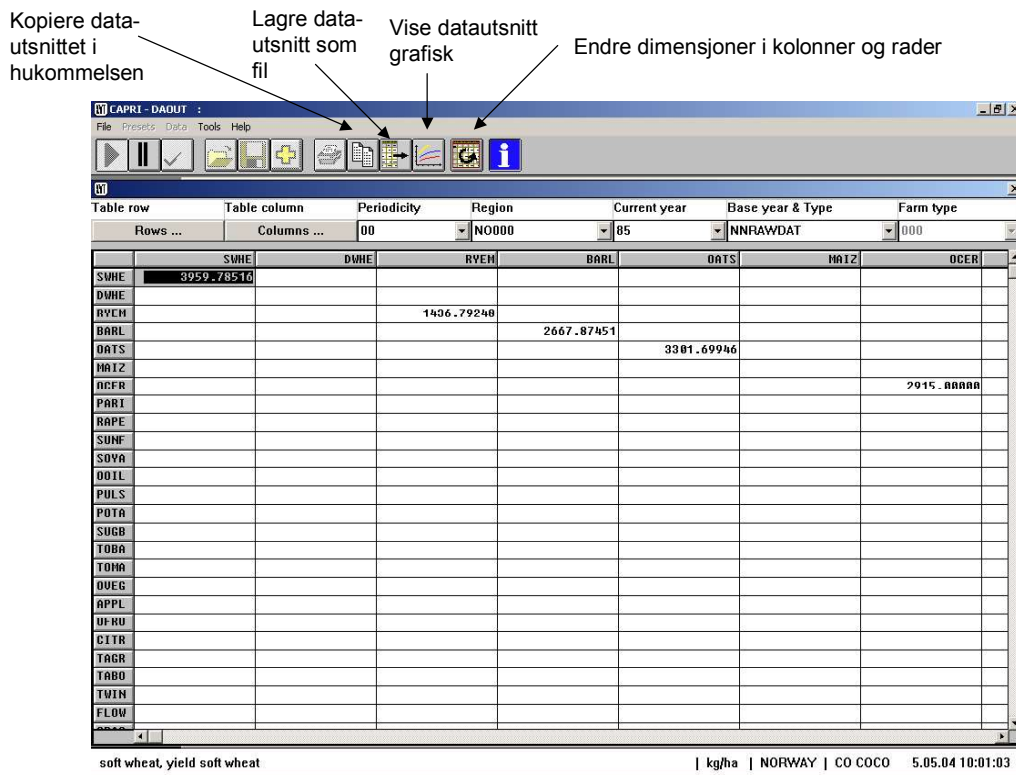 Kopiere data-
utsnittet i
hukommelsen
Lagre data-
utsnitt som
fil
Vise datautsnitt
grafisk
Endre dimensjoner i kolonner og rader
CAPRI - DAOUT :
File Presets Data Tools Help
Table row Table column Periodicity Region Current year Base year & Type Farm type
Rows ... Columns ... 00 NO000 85 NNRAWDAT 000
SWHE DWHE RYEM BARL OATS MAIZ OCER
SWHE 3959.78516
DWHE
RYEM 1436.79240
BARL 2667.87451
OATS 3301.69946
MAIZ
OCER 2915.00000
PARI
RAPE
SUNF
SOYA
OOIL
PULS
POTA
SUGB
TOBA
TOMA
OVEG
APPL
OFRU
CITR
TAGR
TABO
TWIN
FLOW
soft wheat, yield soft wheat | kg/ha | NORWAY | CO COCO 5.05.04 10:01:03